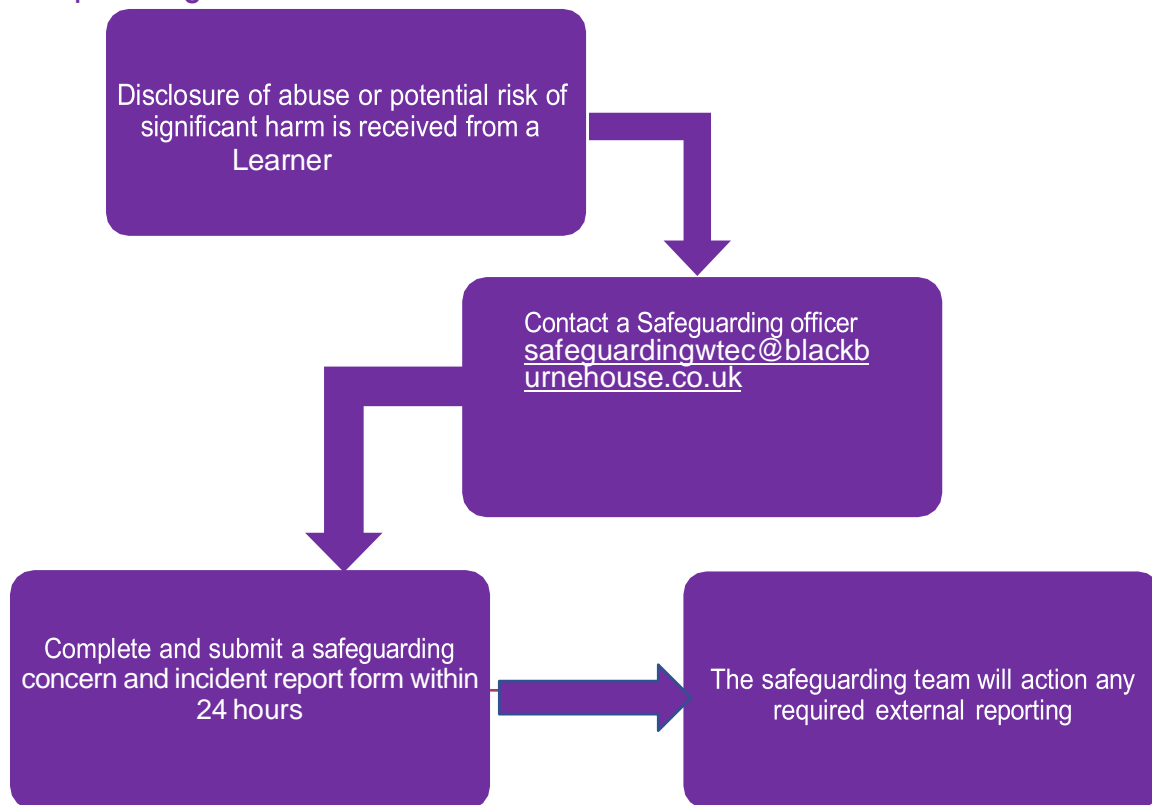 Disclosure of abuse or potential risk of
significant harm is received from a
Learner
Contact a Safeguarding officer
safeguardingwtec@blackb
urnehouse.co.uk
Complete and submit a safeguarding
concern and incident report form within
24 hours
The safeguarding team will action any
required external reporting